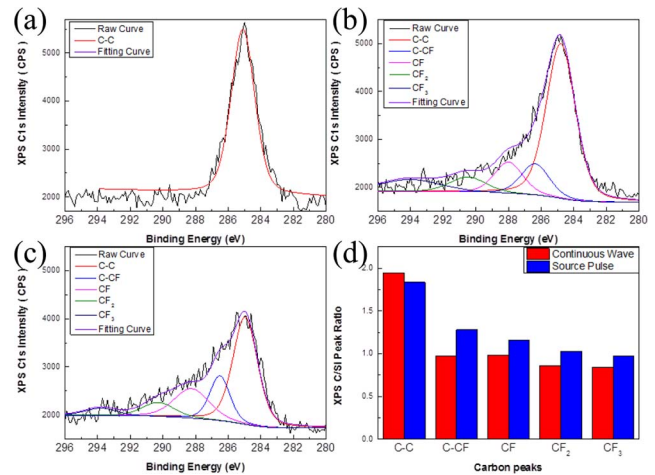 (a)
Raw Curve
C-C
Fitting Curve
XPS C1s Intensity ( CPS )
5000
4000
3000
2000
296 294 292 290 288 286 284 282 280
Binding Energy (eV)
(b)
Raw Curve
C-C
C-CF
CF
CF2
CF3
Fitting Curve
XPS C1s Intensity ( CPS )
5000
4000
3000
2000
296 294 292 290 288 286 284 282 280
Binding Energy (eV)
(c)
Raw Curve
C-C
C-CF
CF
CF2
CF3
Fitting Curve
XPS C1s Intensity ( CPS )
5000
4000
3000
2000
296 294 292 290 288 286 284 282 280
Binding Energy (eV)
(d)
Continuous Wave
Source Pulse
XPS C/SI Peak Ratio
2.0
1.5
1.0
0.5
0.0
C-C C-CF CF CF2 CF3
Carbon peaks